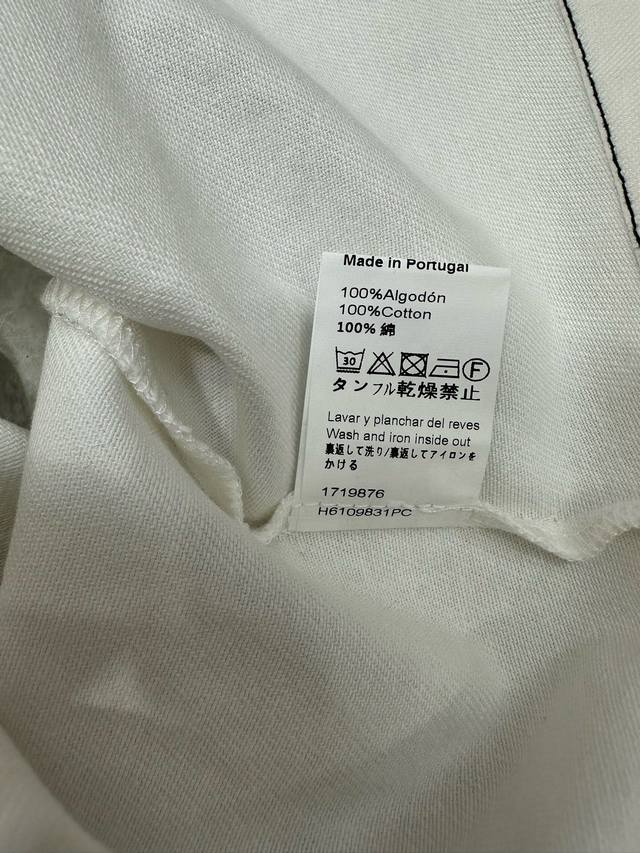 Made in Portugal
100%Algodón
100%Cotton
100% 綿
30 F
タンブル乾燥禁止
Lavar y planchar del reves
Wash and iron inside out
裏返して洗り/裏返してアイロンを
かける
1719876
H6109831PC